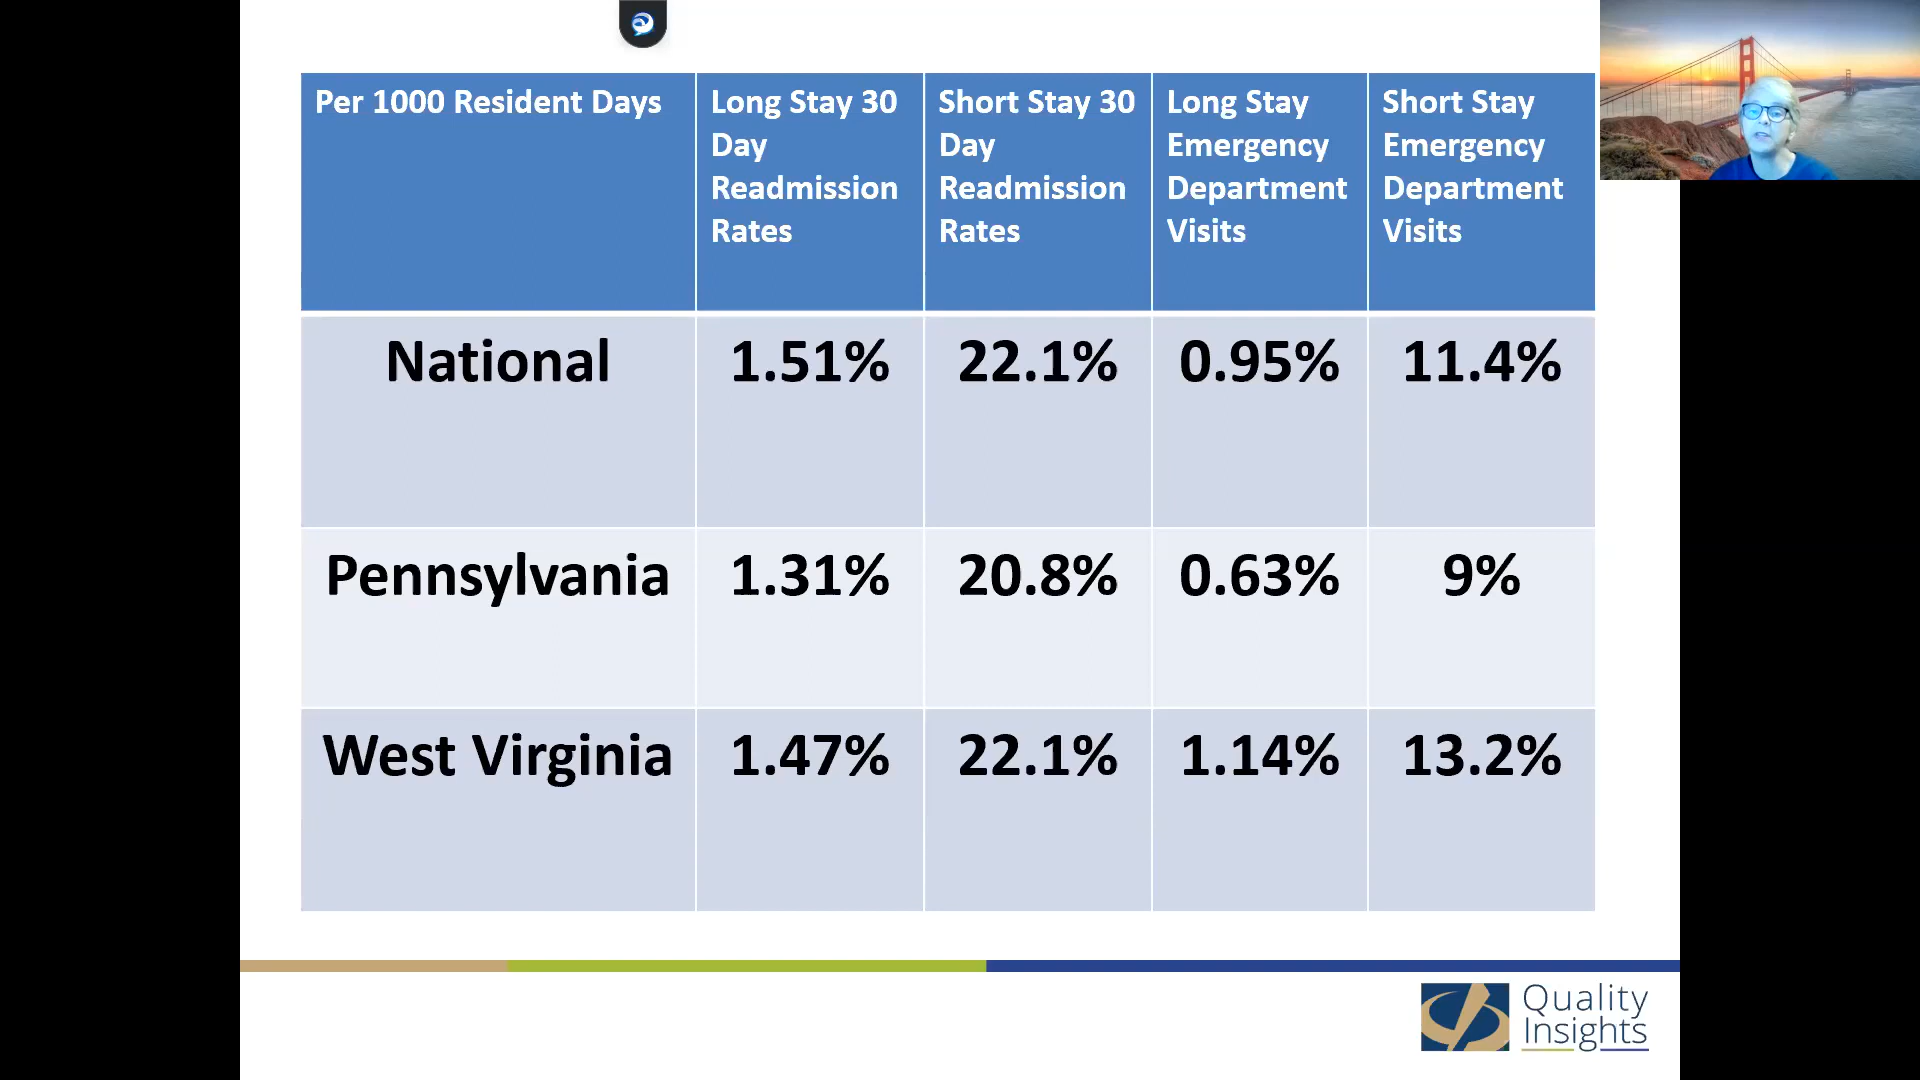 Per 1000 Resident Days
Long Stay 30
Day
Readmission
Rates
Short Stay 30
Day
Readmission
Rates
Long Stay
Emergency
Department
Visits
Short Stay
Emergency
Department
Visits
National 1.51% 22.1% 0.95% 11.4%
Pennsylvania 1.31% 20.8% 0.63% 9%
West Virginia 1.47% 22.1% 1.14% 13.2%
Quality
Insights